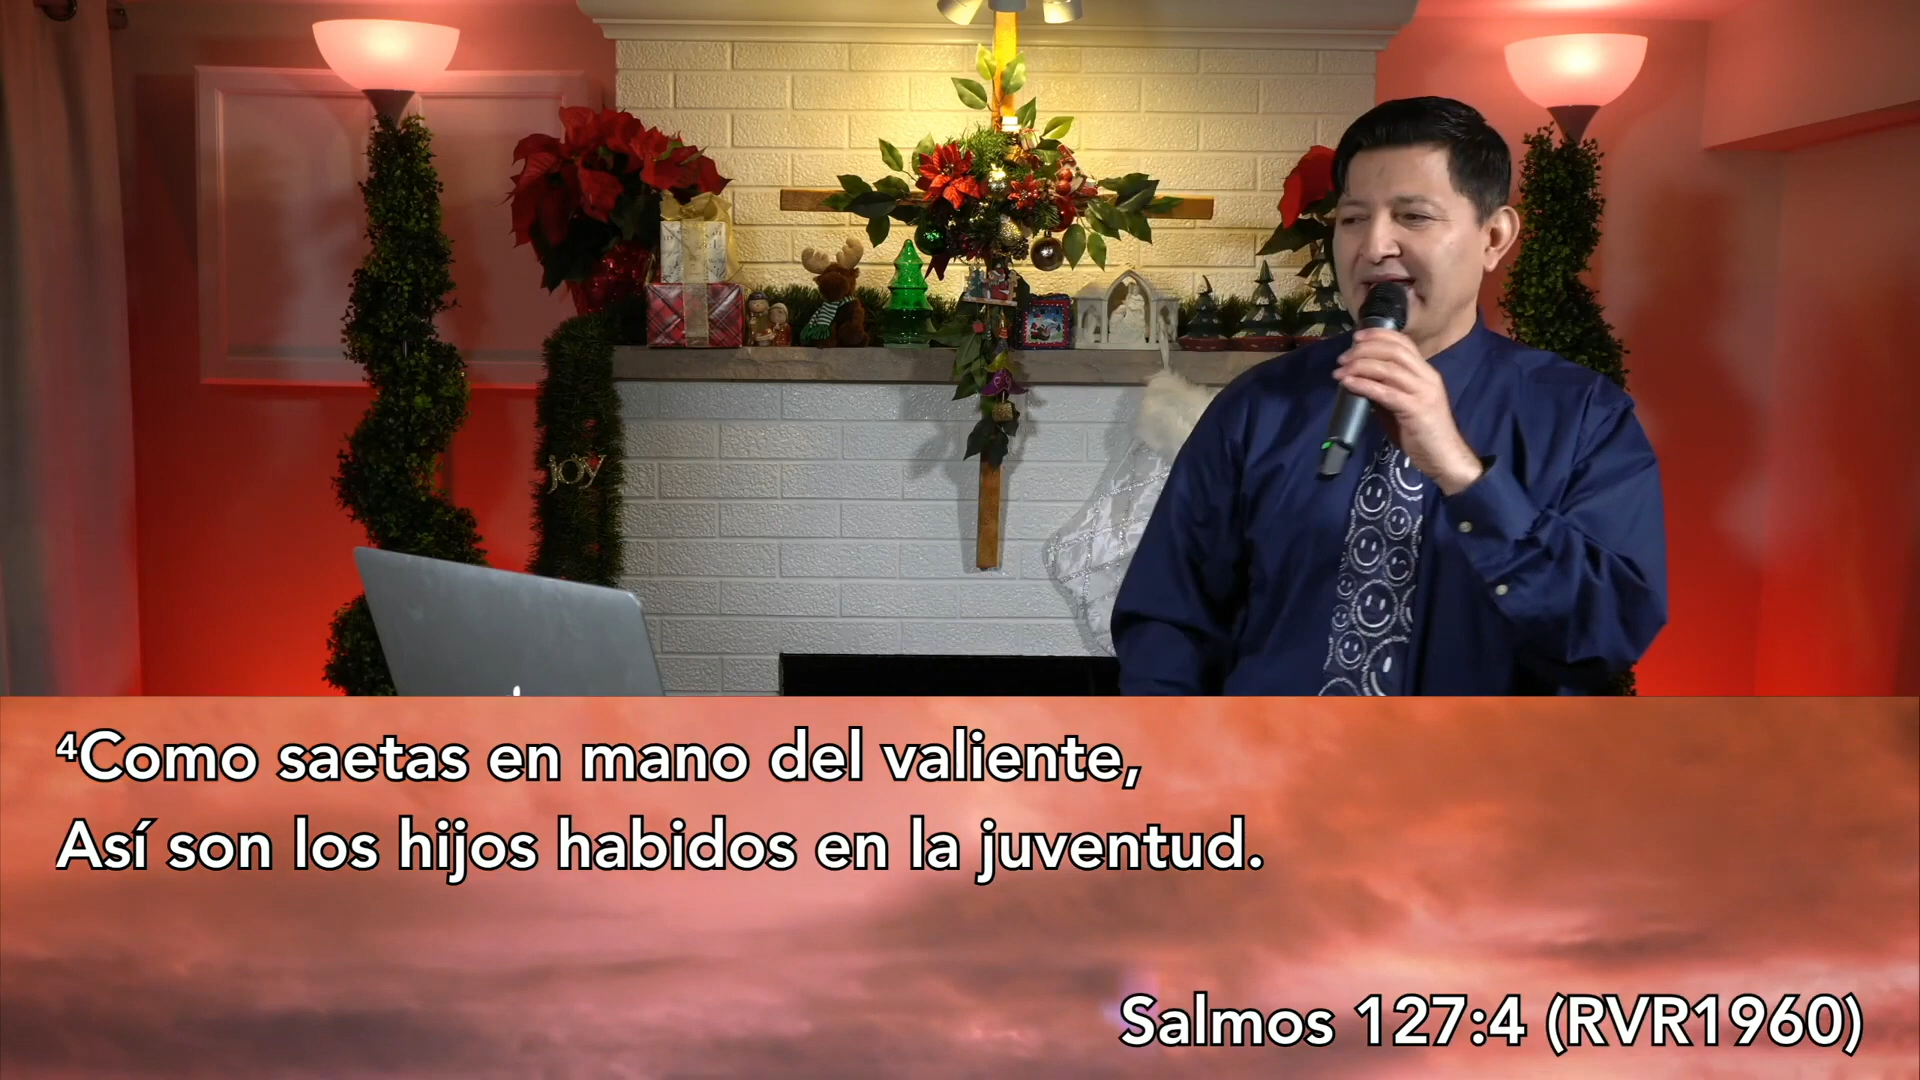 JOY
⁴Como saetas en mano del valiente,
Así son los hijos habidos en la juventud.
Salmos 127:4 (RVR1960)